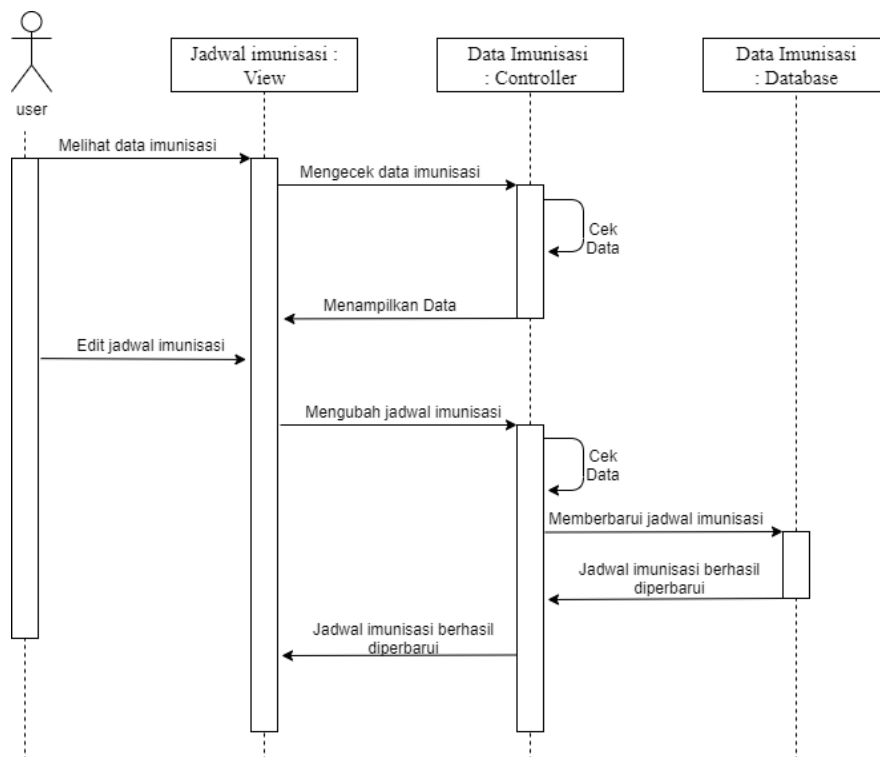 user
Jadwal imunisasi :
View
Data Imunisasi
: Controller
Data Imunisasi
: Database
Melihat data imunisasi
Mengecek data imunisasi
Cek
Data
Menampilkan Data
Edit jadwal imunisasi
Mengubah jadwal imunisasi
Cek
Data
Memberbarui jadwal imunisasi
Jadwal imunisasi berhasil
diperbarui
Jadwal imunisasi berhasil
diperbarui